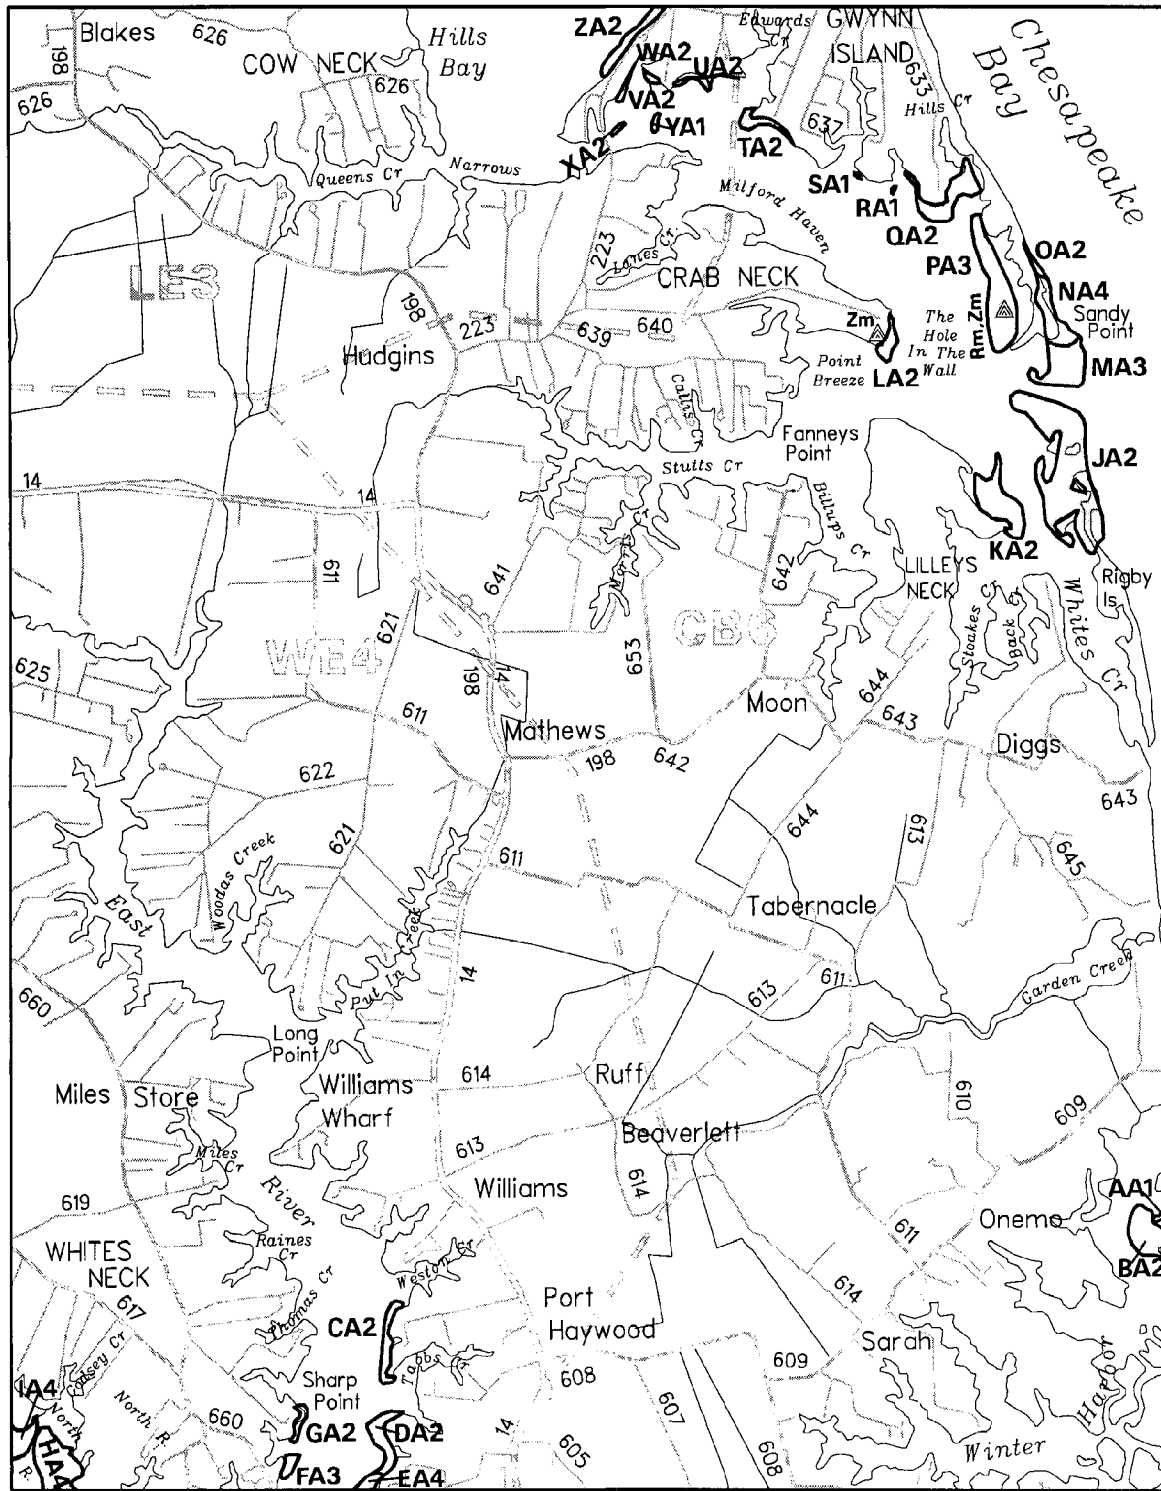 Blakes
626
Hills
Bay
ZA2
Edwards
Cr
GWYNN
ISLAND
Chesapeake
Bay
198
COW NECK
626
WA2
UA2
633
Hills Cr
626
VA2
YA1
XA2
TA2
637
Queens Cr
Narrows
SA1
RA1
QA2
Milford Haven
LE3
Lanes Cr
223
CRAB NECK
PA3
OA2
NA4
Sandy
Point
198
223
639
640
Zm
The
Hole
In The
Wall
Rm,Zm
Hudgins
Point
Breeze
LA2
MA3
Callis Cr
Fanneys
Point
Stutts Cr
JA2
14
14
Billups Cr
KA2
611
641
Morris Cr
642
LILLEYS
NECK
Rigby
Is
621
CB6
Stoakes Cr
Back Cr
Whites Cr
625
WE4
198
14
653
Moon
644
611
643
Mathews
198
642
Diggs
622
643
621
644
613
Woodas Creek
611
645
East
Tabernacle
Put In Creek
14
611
Garden Creek
660
613
Long
Point
614
Ruff
Miles Store
Williams
Wharf
610
609
Beaverlett
Miles
Cr
613
River
614
Williams
AA1
619
Onemo
Raines
Cr
611
WHITES
NECK
Weston Cr
BA2
617
Thomas Cr
Port
Haywood
614
CA2
Sarah
Godsey Cr
Tabbs Cr
609
Sharp
Point
608
Harbor
IA4
North
R
North
R.
660
GA2
DA2
14
607
HA4
FA3
EA4
605
608
Winter